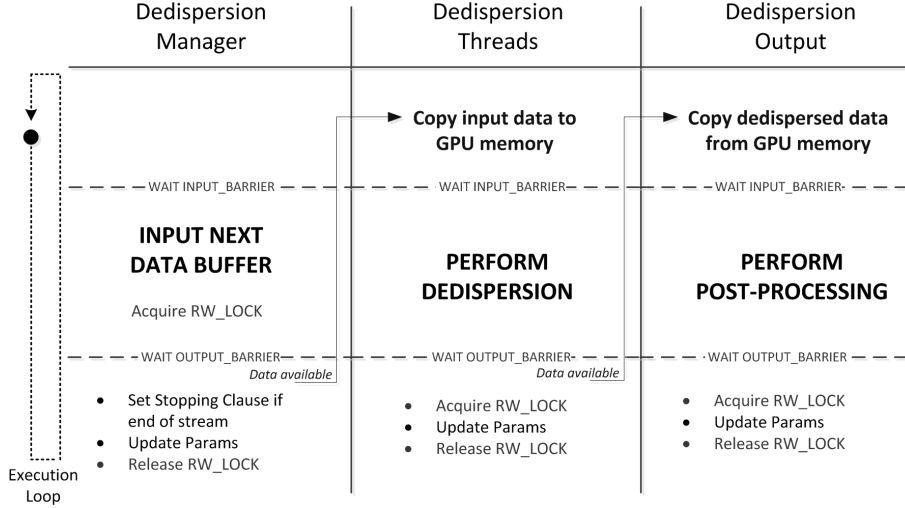 Dedispersion
Manager
Dedispersion
Threads
Dedispersion
Output
Copy input data to
GPU memory
Copy dedispersed data
from GPU memory
WAIT INPUT_BARRIER
WAIT INPUT_BARRIER
WAIT INPUT_BARRIER
INPUT NEXT
DATA BUFFER
Acquire RW_LOCK
PERFORM
DEDISPERSION
PERFORM
POST-PROCESSING
WAIT OUTPUT_BARRIER
WAIT OUTPUT_BARRIER
WAIT OUTPUT_BARRIER
Data available
Data available
• Set Stopping Clause if
end of stream
• Update Params
• Release RW_LOCK
• Acquire RW_LOCK
• Update Params
• Release RW_LOCK
• Acquire RW_LOCK
• Update Params
• Release RW_LOCK
Execution
Loop